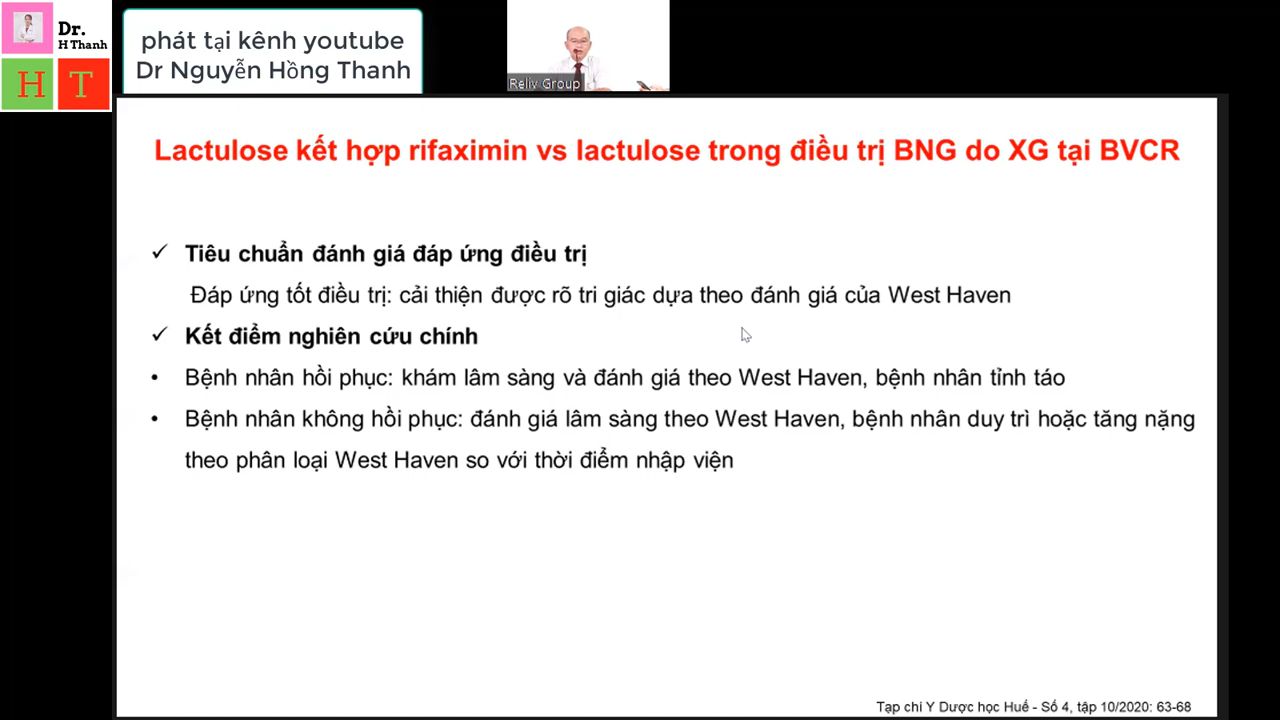 Dr.
H Thanh
H T
phát tại kênh youtube
Dr Nguyễn Hồng Thanh
Reliv Group
Lactulose kết hợp rifaximin vs lactulose trong điều trị BNG do XG tại BVCR
✓ Tiêu chuẩn đánh giá đáp ứng điều trị
Đáp ứng tốt điều trị: cải thiện được rõ tri giác dựa theo đánh giá của West Haven
✓ Kết điểm nghiên cứu chính
• Bệnh nhân hồi phục: khám lâm sàng và đánh giá theo West Haven, bệnh nhân tỉnh táo
• Bệnh nhân không hồi phục: đánh giá lâm sàng theo West Haven, bệnh nhân duy trì hoặc tăng nặng
theo phân loại West Haven so với thời điểm nhập viện
Tạp chi Y Dược học Huế - Số 4, tập 10/2020: 63-68